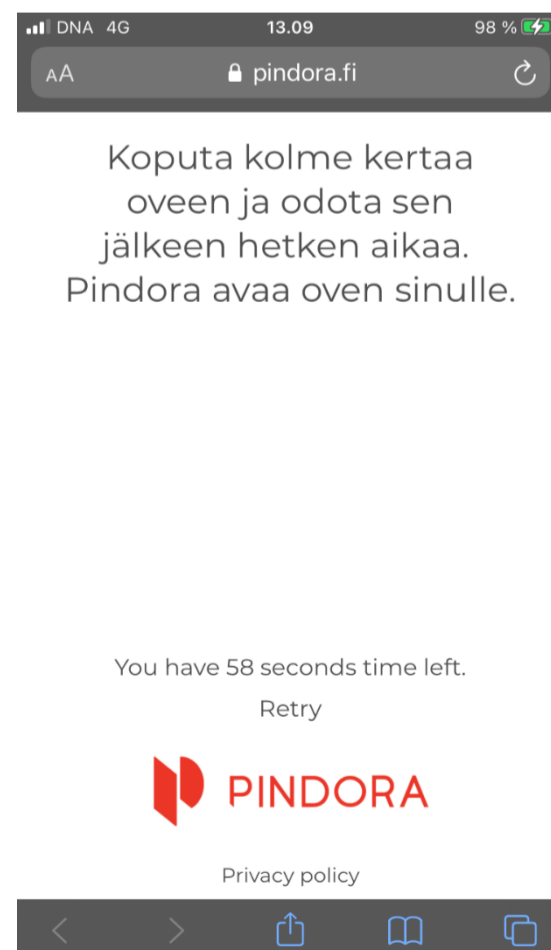 DNA 4G 13.09 98 %
AA pindora.fi
Koputa kolme kertaa
oveen ja odota sen
jälkeen hetken aikaa.
Pindora avaa oven sinulle.
You have 58 seconds time left.
Retry
PINDORA
Privacy policy